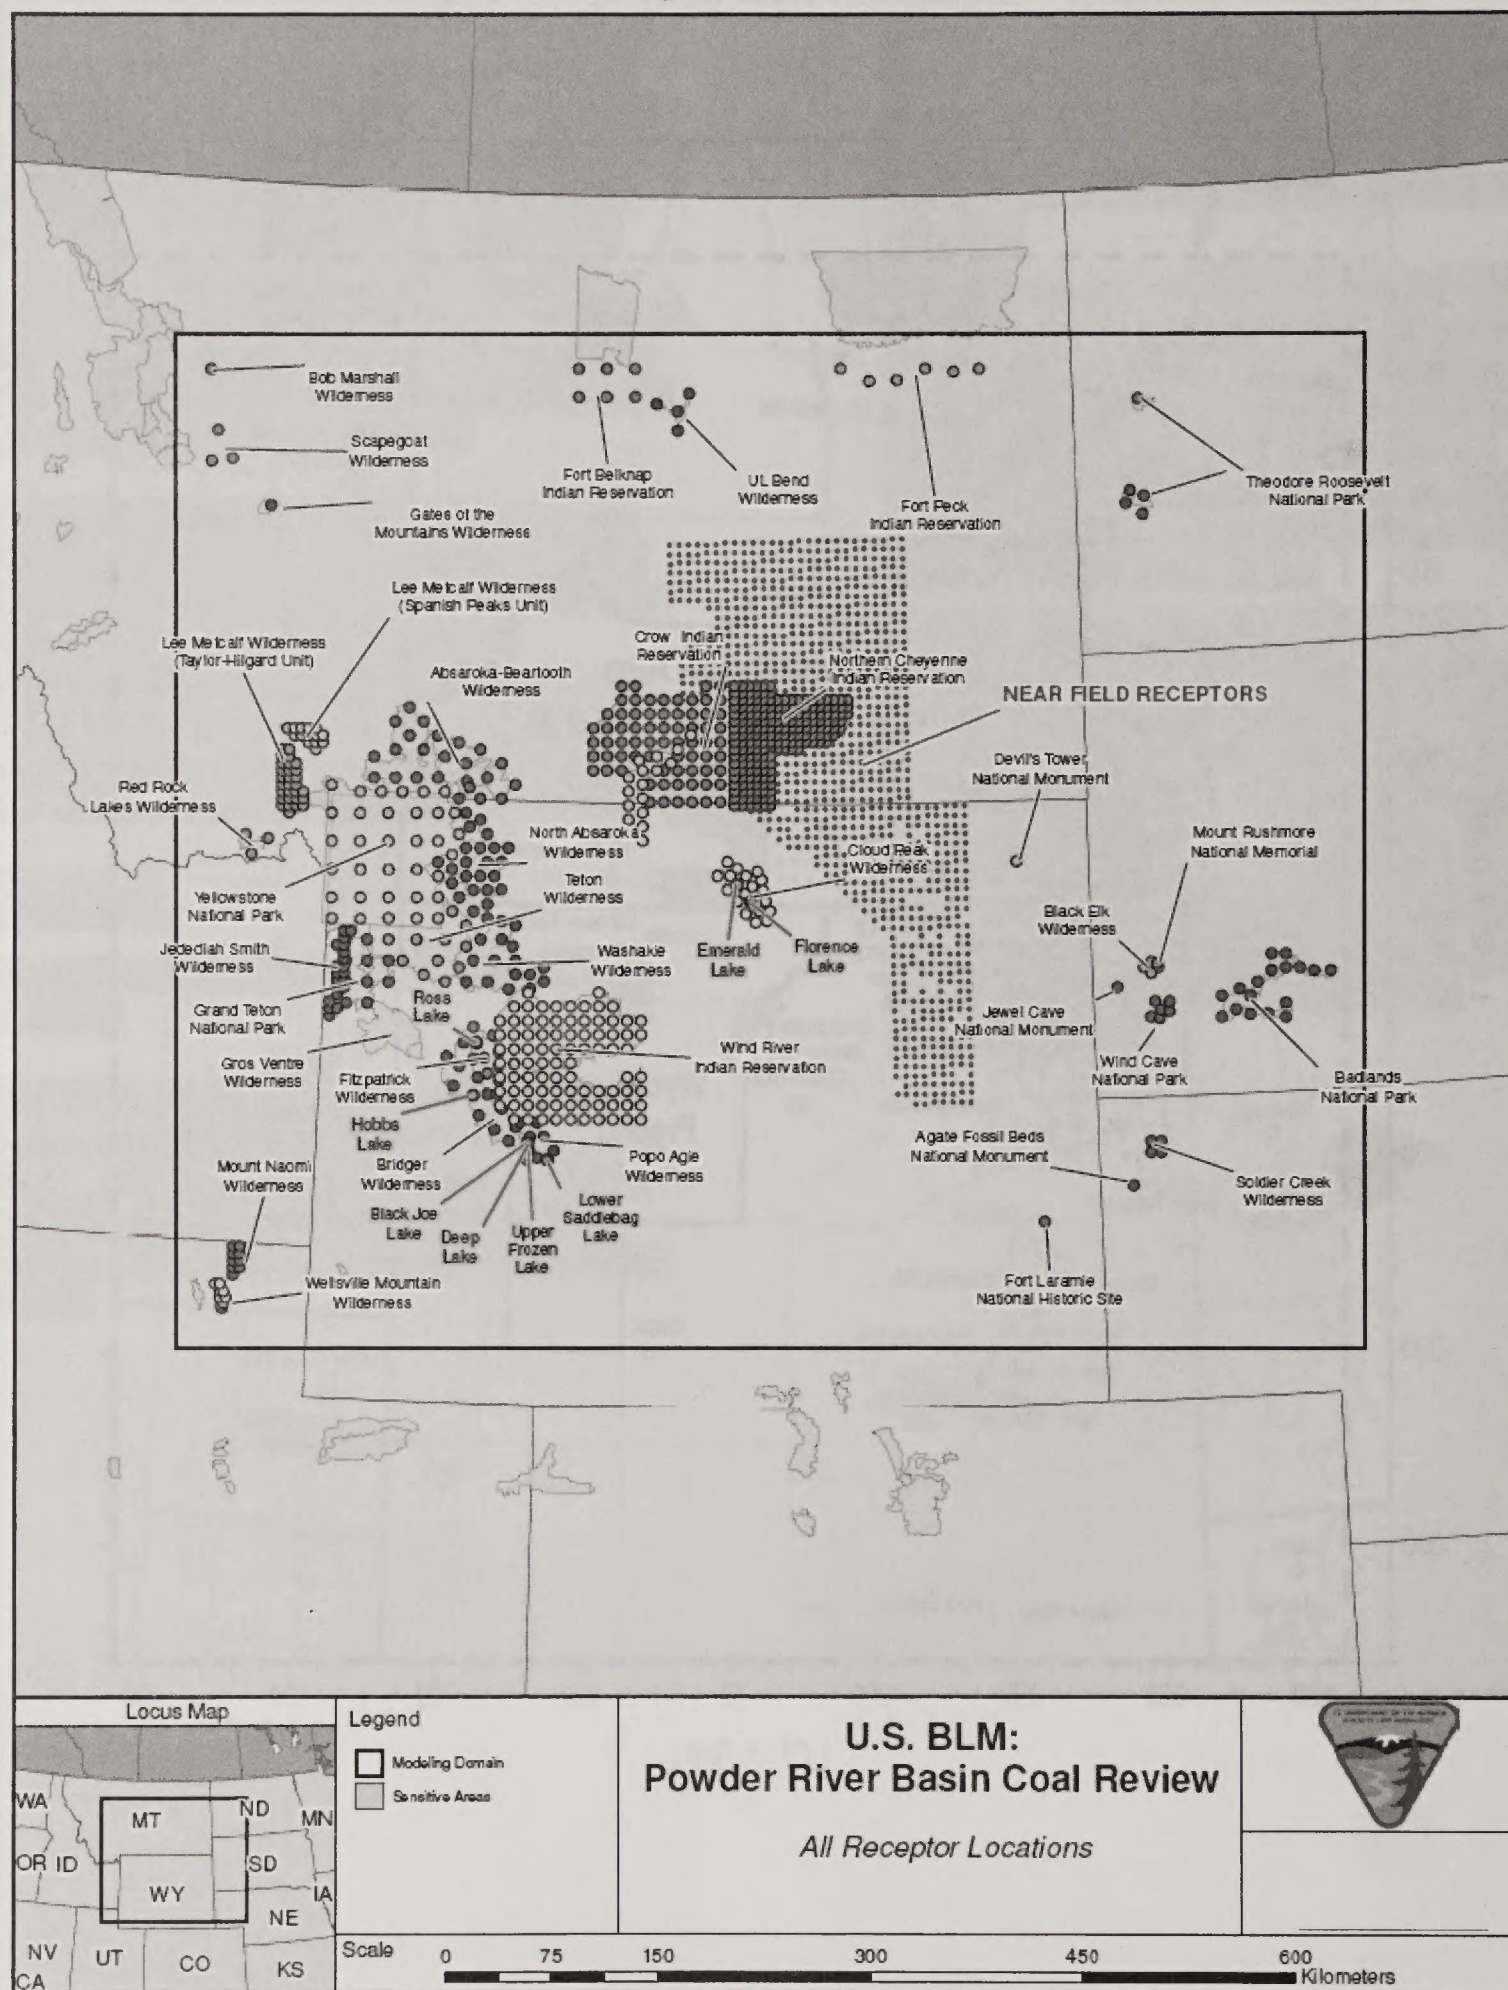 Bob Marshall
Wilderness
Scapegoat
Wilderness
Gates of the
Mountains Wilderness
Fort Belknap
Indian Reservation
UL Bend
Wilderness
Fort Peck
Indian Reservation
Theodore Roosevelt
National Park
Lee Metcalf Wilderness
(Spanish Peaks Unit)
Lee Metcalf Wilderness
(Taylor-Hilgard Unit)
Absaroka-Beartooth
Wilderness
Crow Indian
Reservation
Northern Cheyenne
Indian Reservation
NEAR FIELD RECEPTORS
Devil's Tower
National Monument
Red Rock
Lakes Wilderness
North Absaroka
Wilderness
Cloud Peak
Wilderness
Mount Rushmore
National Memorial
Teton
Wilderness
Yellowstone
National Park
Black Elk
Wilderness
Jedediah Smith
Wilderness
Washakie
Wilderness
Emerald
Lake
Florence
Lake
Grand Teton
National Park
Ross
Lake
Jewel Cave
National Monument
Gros Ventre
Wilderness
Fitzpatrick
Wilderness
Wind River
Indian Reservation
Wind Cave
National Park
Badlands
National Park
Hobbs
Lake
Bridger
Wilderness
Popo Agie
Wilderness
Agate Fossil Beds
National Monument
Mount Naomi
Wilderness
Soldier Creek
Wilderness
Black Joe
Lake
Deep
Lake
Upper
Frozen
Lake
Lower
Saddlebag
Lake
Wellsville Mountain
Wilderness
Fort Laramie
National Historic Site
Locus Map
WA
MT
ND
MN
OR
ID
SD
WY
IA
NE
NV
UT
CO
KS
CA
Legend
Modeling Domain
Sensitive Areas
U.S. BLM:
Powder River Basin Coal Review
All Receptor Locations
Scale
0 75 150 300 450 600
Kilometers